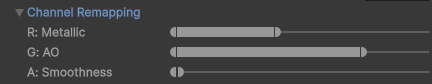 Channel Remapping
R: Metallic
G: AO
A: Smoothness